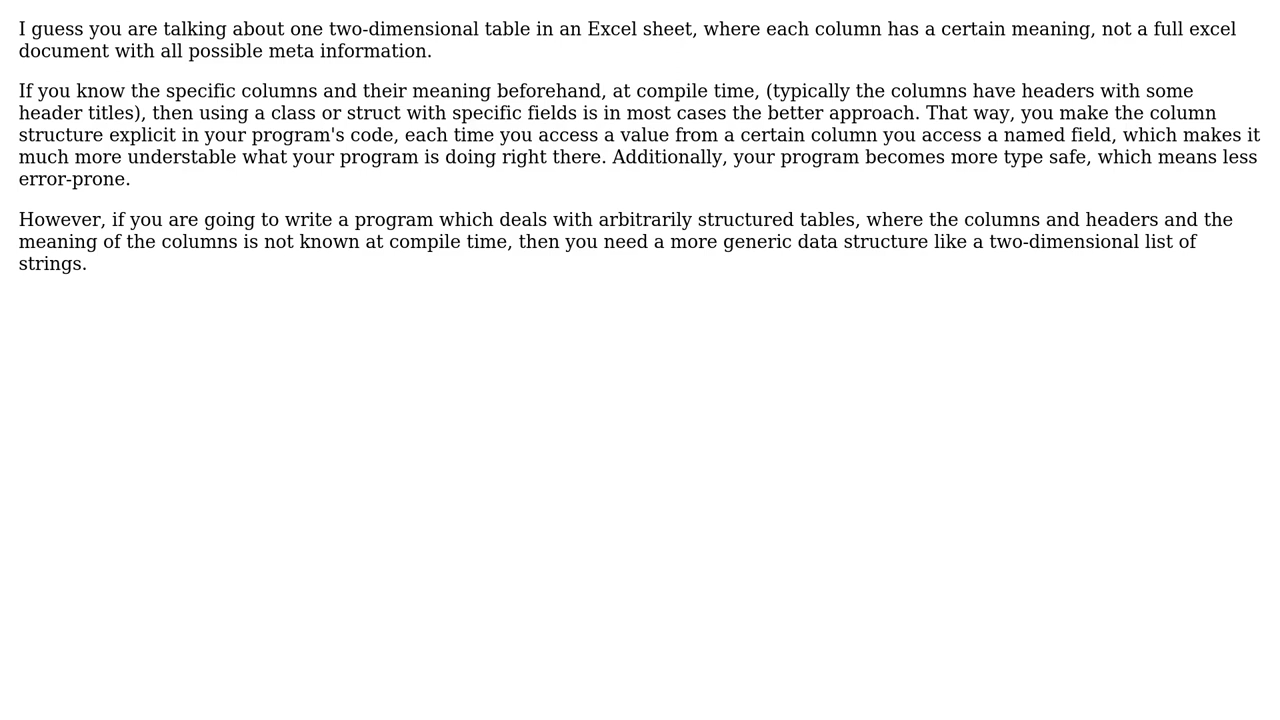 I guess you are talking about one two-dimensional table in an Excel sheet, where each column has a certain meaning, not a full excel
document with all possible meta information.
If you know the specific columns and their meaning beforehand, at compile time, (typically the columns have headers with some
header titles), then using a class or struct with specific fields is in most cases the better approach. That way, you make the column
structure explicit in your program's code, each time you access a value from a certain column you access a named field, which makes it
much more understable what your program is doing right there. Additionally, your program becomes more type safe, which means less
error-prone.
However, if you are going to write a program which deals with arbitrarily structured tables, where the columns and headers and the
meaning of the columns is not known at compile time, then you need a more generic data structure like a two-dimensional list of
strings.